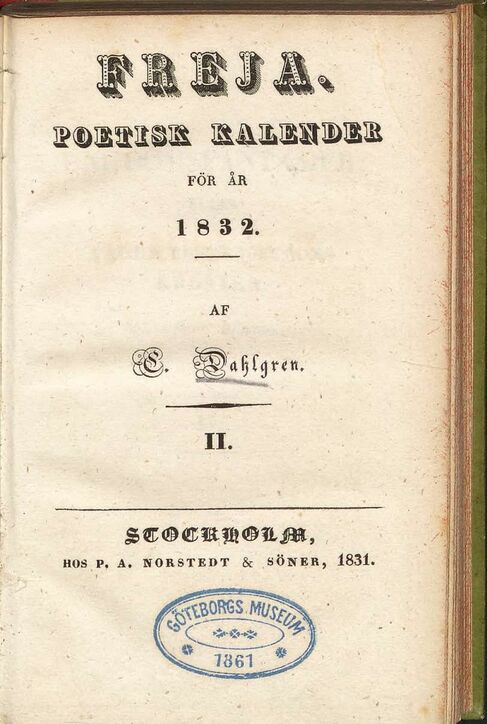 FREJA.
POETISK KALENDER
FÖR ÅR
1832.
AF
C. Dahlgren.
II.
STOCKHOLM,
HOS P. A. NORSTEDT & SÖNER, 1831.
GÖTEBORGS MUSEUM
1861